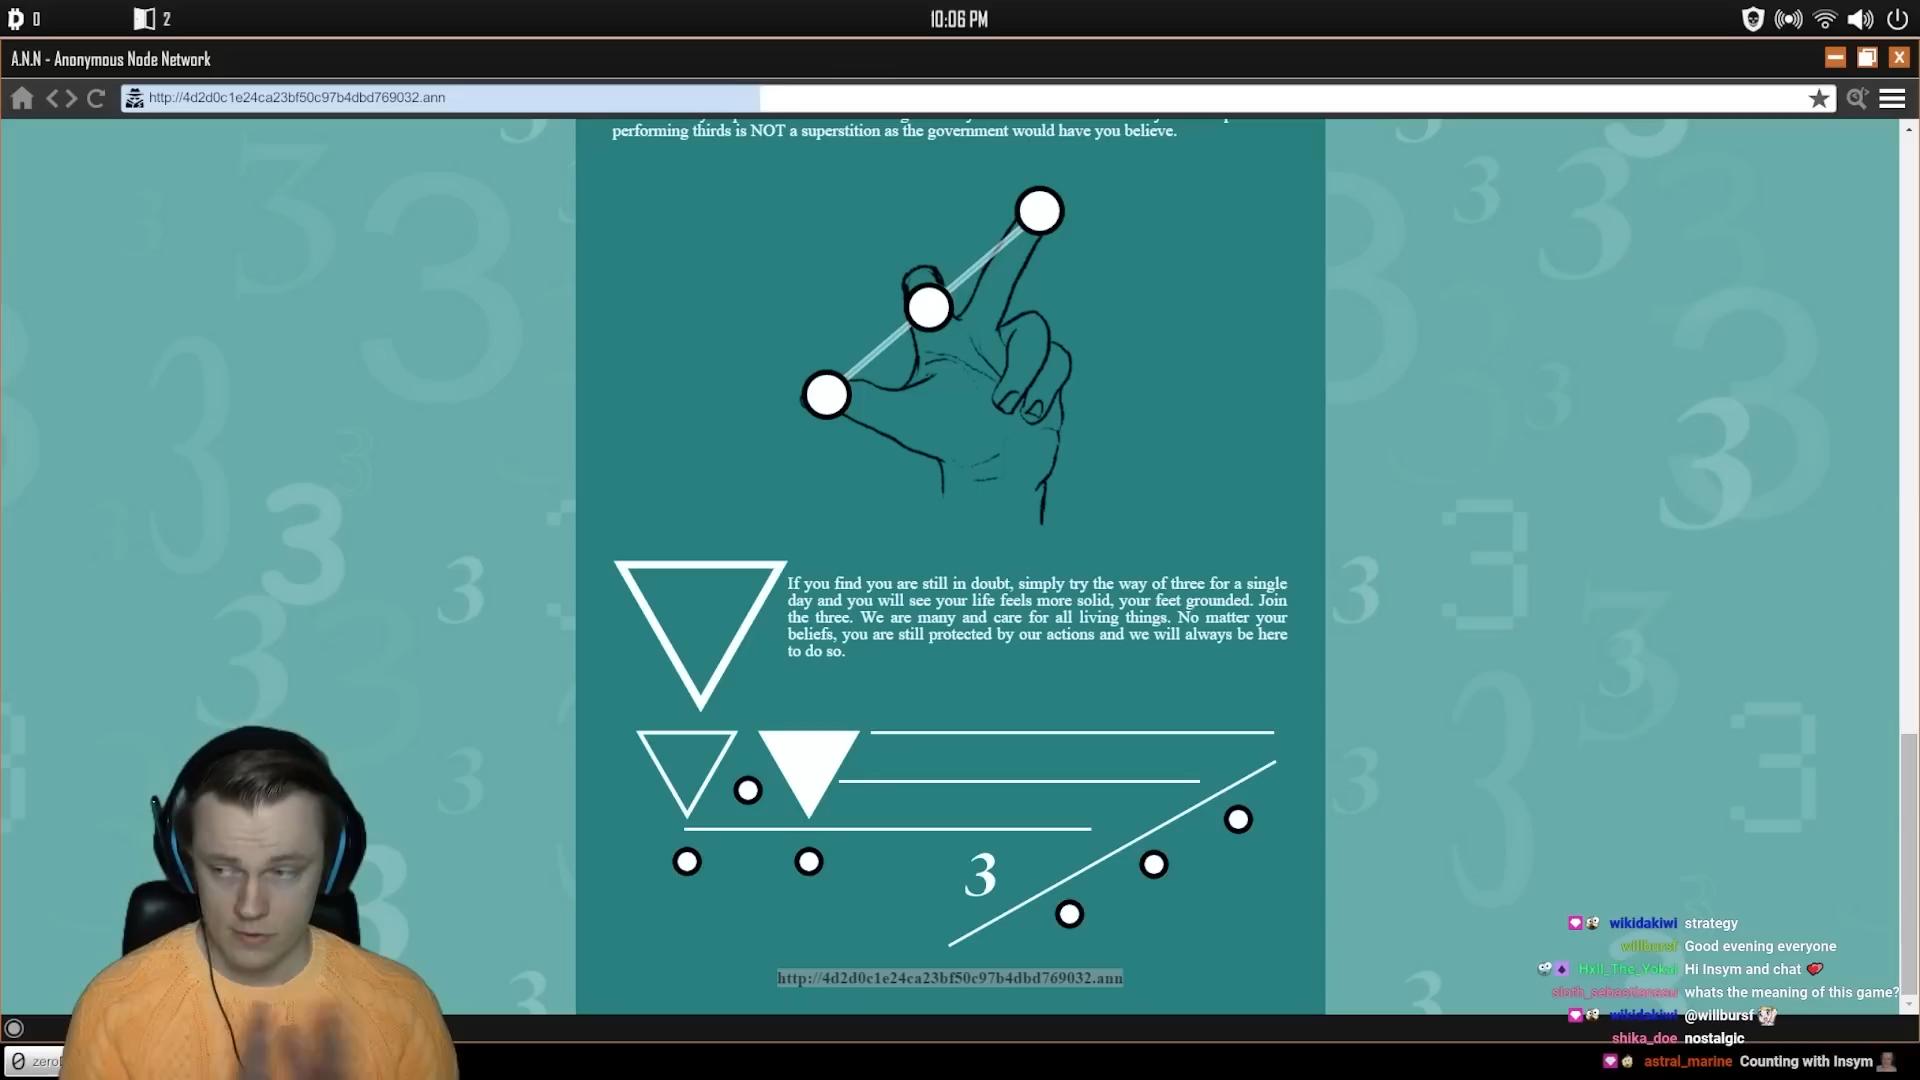 0
2
10:06 PM
A.N.N - Anonymous Node Network
http://4d2d0c1e24ca23bf50c97b4dbd769032.ann
performing thirds is NOT a superstition as the government would have you believe.
If you find you are still in doubt, simply try the way of three for a single
day and you will see your life feels more solid, your feet grounded. Join
the three. We are many and care for all living things. No matter your
beliefs, you are still protected by our actions and we will always be here
to do so.
3
http://4d2d0c1e24ca23bf50c97b4dbd769032.ann
wikidakiwi strategy
willbursf Good evening everyone
HxII_The_Yokai Hi Insym and chat
whats the meaning of this game?
wikidakiwi @willbursf
shika_doe nostalgic
astral_marine Counting with Insym